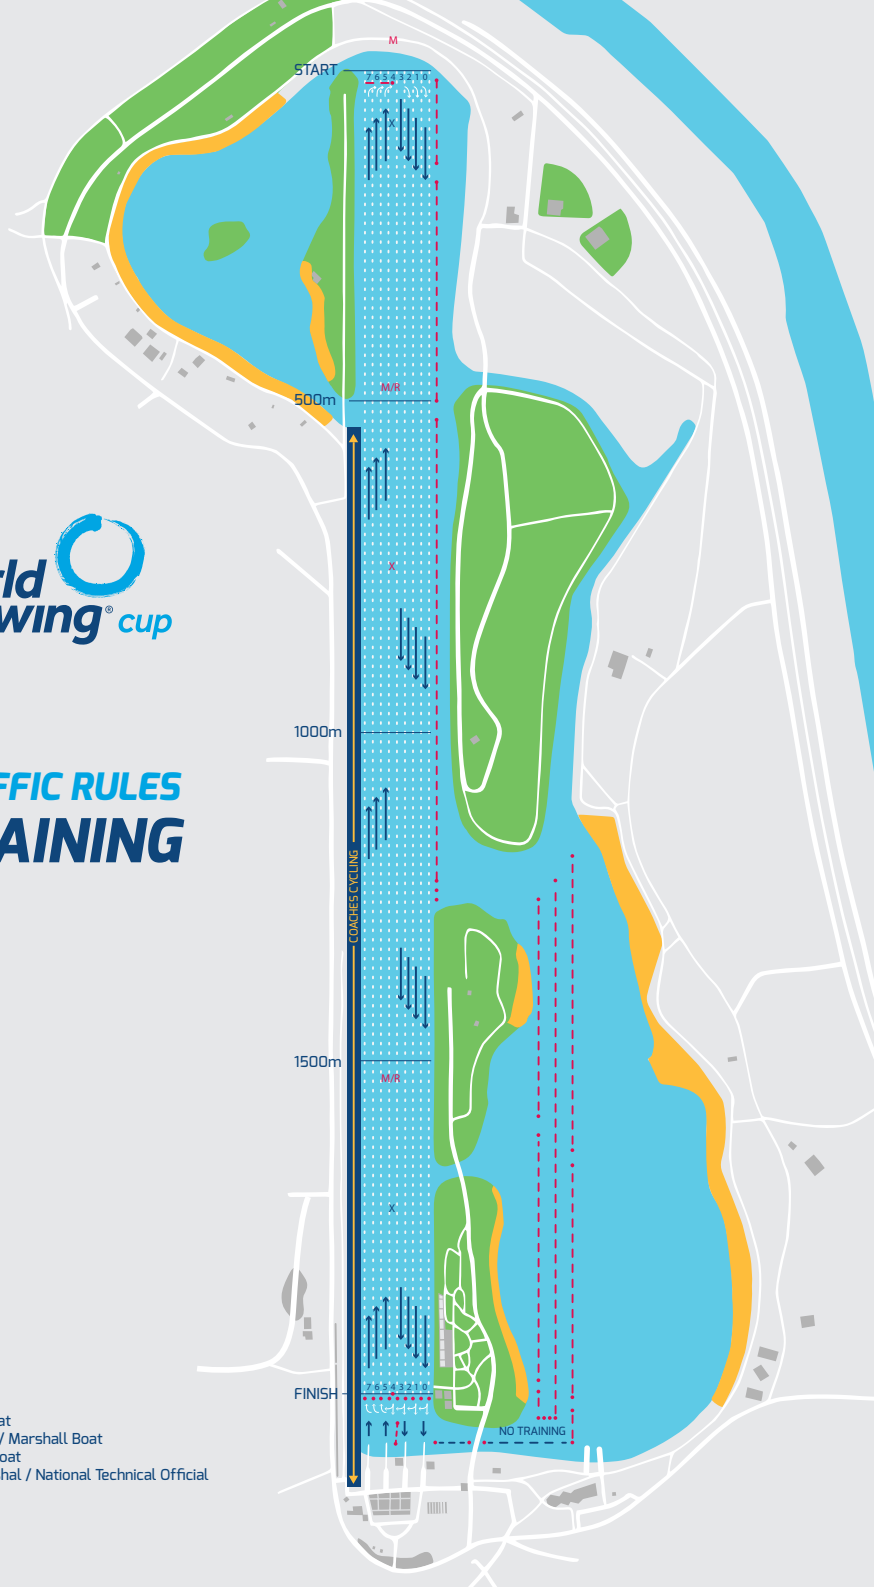 M
START
7 6 5 4 3 2 1 0
X
M/R
500m
X
rld
wing® cup
1000m
FFIC RULES
AINING
COACHES CYCLING
1500m
M/R
X
FINISH
7 6 5 4 3 2 1 0
NO TRAINING
at
/ Marshall Boat
oat
hal / National Technical Official